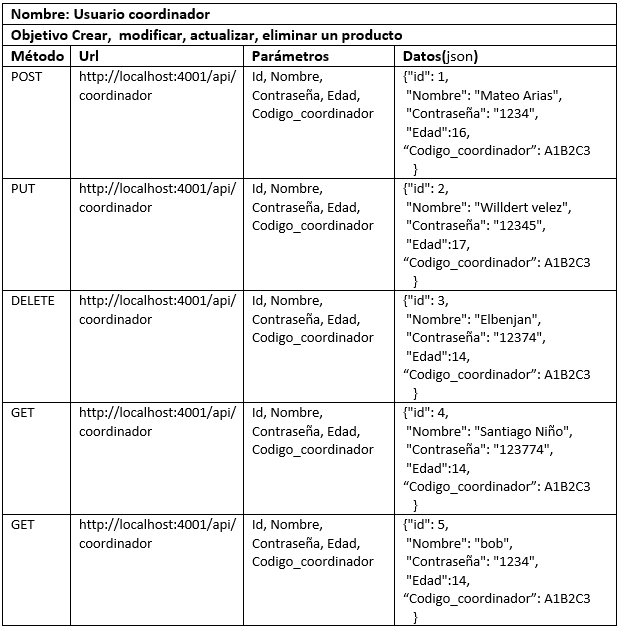 Nombre: Usuario coordinador
Objetivo Crear,  modificar, actualizar, eliminar un producto
Método Url Parámetros Datos(json)
POST http://localhost:4001/api/ Id, Nombre, {"id": 1,
coordinador Contraseña, Edad, "Nombre": "Mateo Arias",
Codigo_coordinador "Contraseña": "1234",
"Edad":16,
“Codigo_coordinador”: A1B2C3
}
PUT http://localhost:4001/api/ Id, Nombre, {"id": 2,
coordinador Contraseña, Edad, "Nombre": "Willdert velez",
Codigo_coordinador "Contraseña": "12345",
"Edad":17,
“Codigo_coordinador”: A1B2C3
}
DELETE http://localhost:4001/api/ Id, Nombre, {"id": 3,
coordinador Contraseña, Edad, "Nombre": "Elbenjan",
Codigo_coordinador "Contraseña": "12374",
"Edad":14,
“Codigo_coordinador”: A1B2C3
}
GET http://localhost:4001/api/ Id, Nombre, {"id": 4,
coordinador Contraseña, Edad, "Nombre": "Santiago Niño",
Codigo_coordinador "Contraseña": "123774",
"Edad":14,
“Codigo_coordinador”: A1B2C3
}
GET http://localhost:4001/api/ Id, Nombre, {"id": 5,
coordinador Contraseña, Edad, "Nombre": "bob",
Codigo_coordinador "Contraseña": "1234",
"Edad":14,
“Codigo_coordinador”: A1B2C3
}